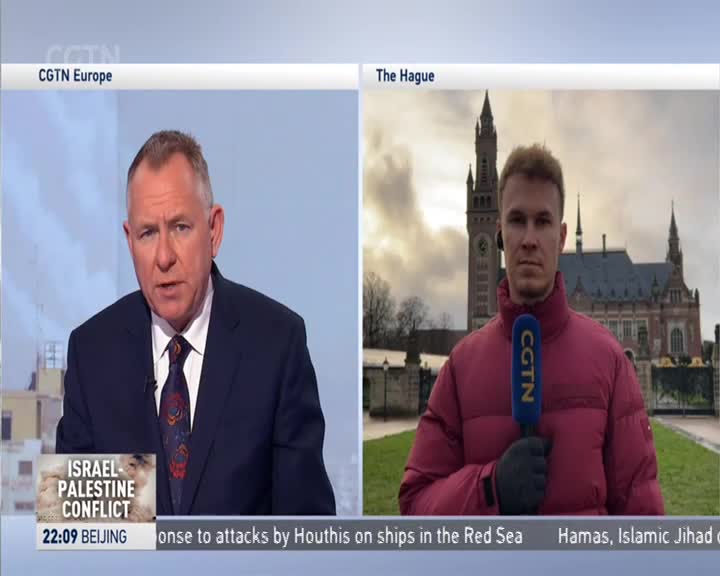 CGTN
CGTN Europe
The Hague
CGTN
ISRAEL-
PALESTINE
CONFLICT
22:09 BEIJING
onse to attacks by Houthis on ships in the Red Sea Hamas, Islamic Jihad